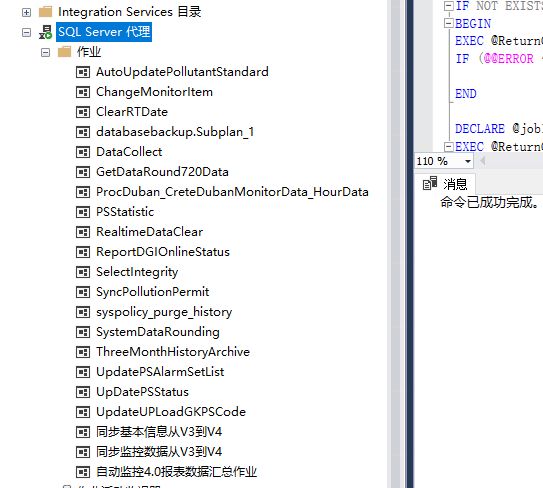 Integration Services 目录
SQL Server 代理
作业
AutoUpdatePollutantStandard
ChangeMonitorItem
ClearRTDate
databasebackup.Subplan_1
DataCollect
GetDataRound720Data
ProcDuban_CreteDubanMonitorData_HourData
PSStatistic
RealtimeDataClear
ReportDGIOnlineStatus
SelectIntegrity
SyncPollutionPermit
syspolicy_purge_history
SystemDataRounding
ThreeMonthHistoryArchive
UpdatePSAlarmSetList
UpDatePSStatus
UpdateUPLoadGKPSCode
同步基本信息从V3到V4
同步监控数据从V3到V4
自动监控4.0报表数据汇总作业
IF NOT EXISTS
BEGIN
EXEC @ReturnC
IF (@@ERROR
END
DECLARE @jobI
EXEC @ReturnC
110 %
消息
命令已成功完成。